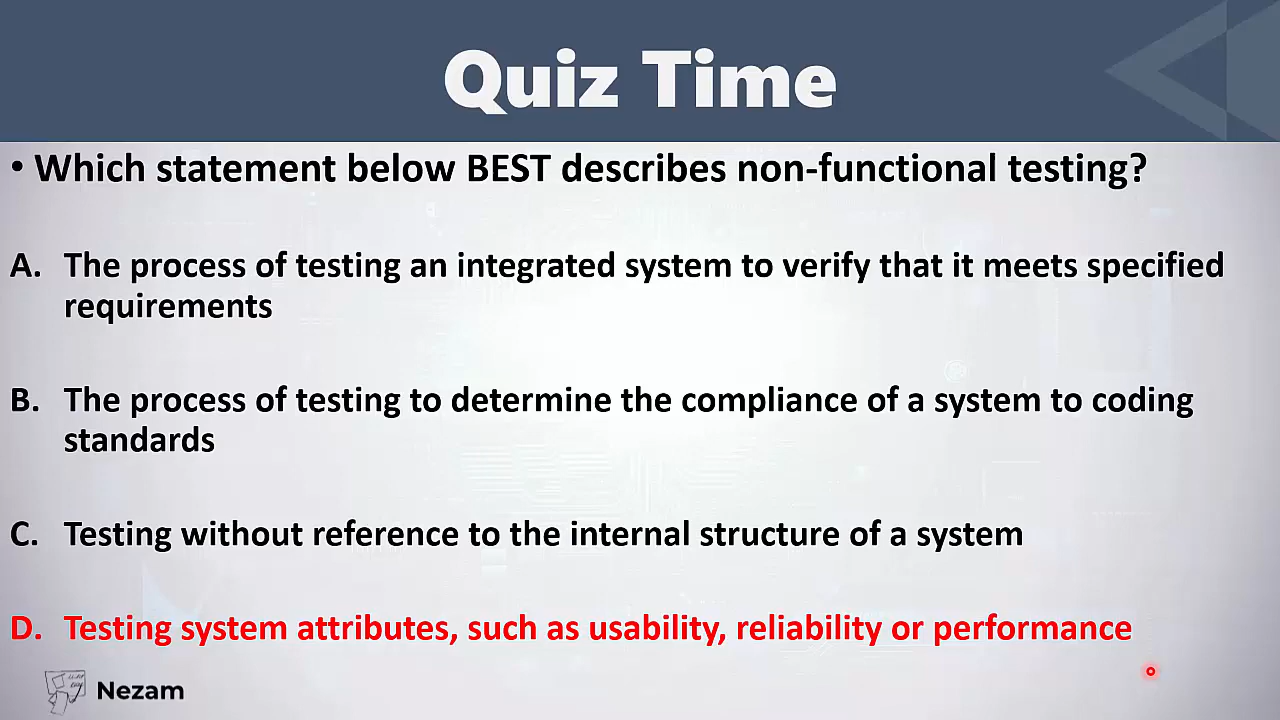 Quiz Time
• Which statement below BEST describes non-functional testing?
A. The process of testing an integrated system to verify that it meets specified
requirements
B. The process of testing to determine the compliance of a system to coding
standards
C. Testing without reference to the internal structure of a system
D. Testing system attributes, such as usability, reliability or performance
Nezam